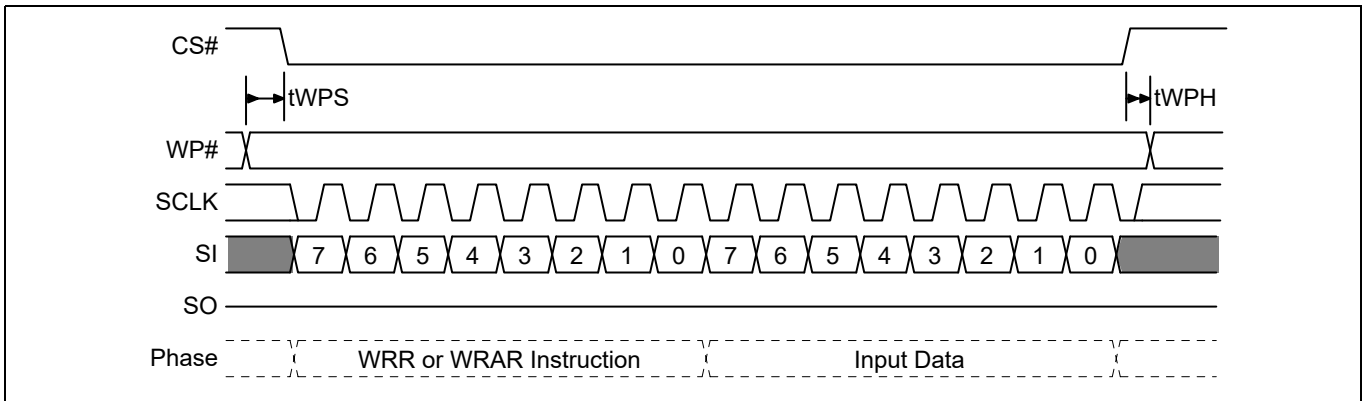 CS#
tWPS tWPH
WP#
SCLK
SI 7 6 5 4 3 2 1 0 7 6 5 4 3 2 1 0
SO
Phase WRR or WRAR Instruction Input Data